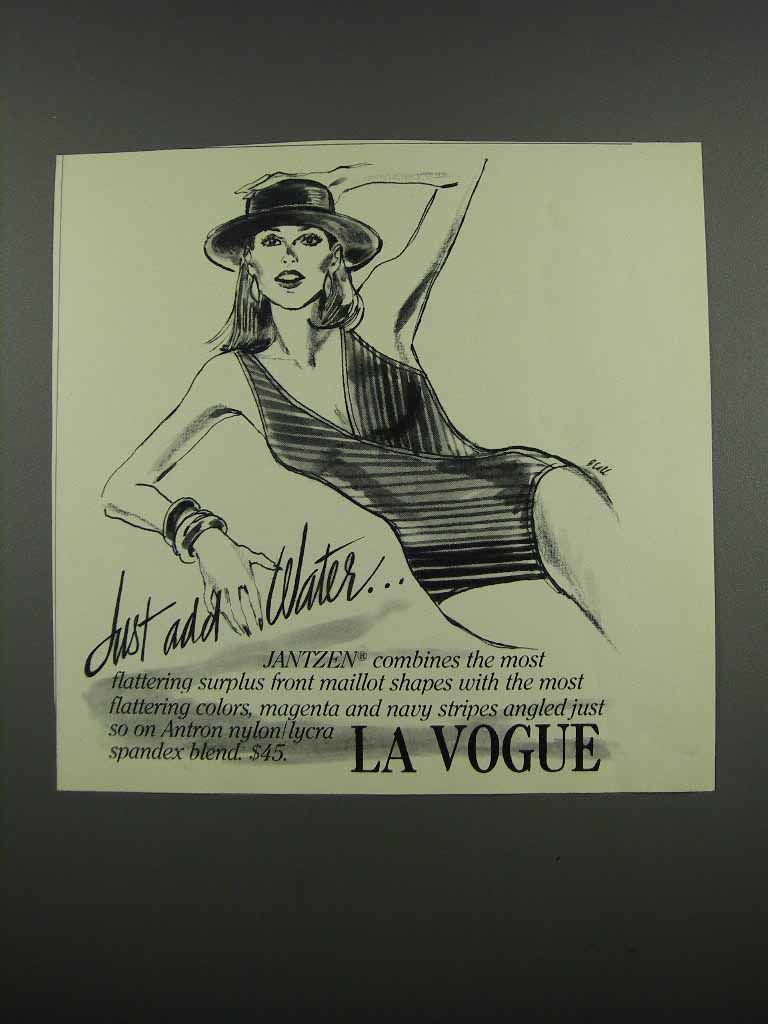 Just add Water...
JANTZEN® combines the most
flattering surplus front maillot shapes with the most
flattering colors, magenta and navy stripes angled just
so on Antron nylon/lycra
spandex blend. $45.
LA VOGUE